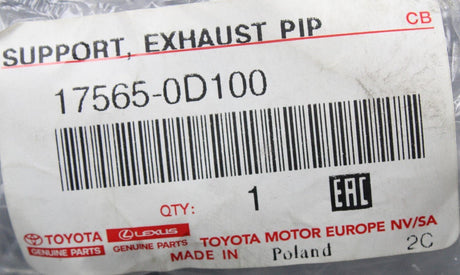 CB
SUPPORT, EXHAUST PIP
17565-0D100
QTY: 1 EAC
TOYOTA LEXUS TOYOTA MOTOR EUROPE NV/SA
GENUINE PARTS GENUINE PARTS MADE IN Poland 2C